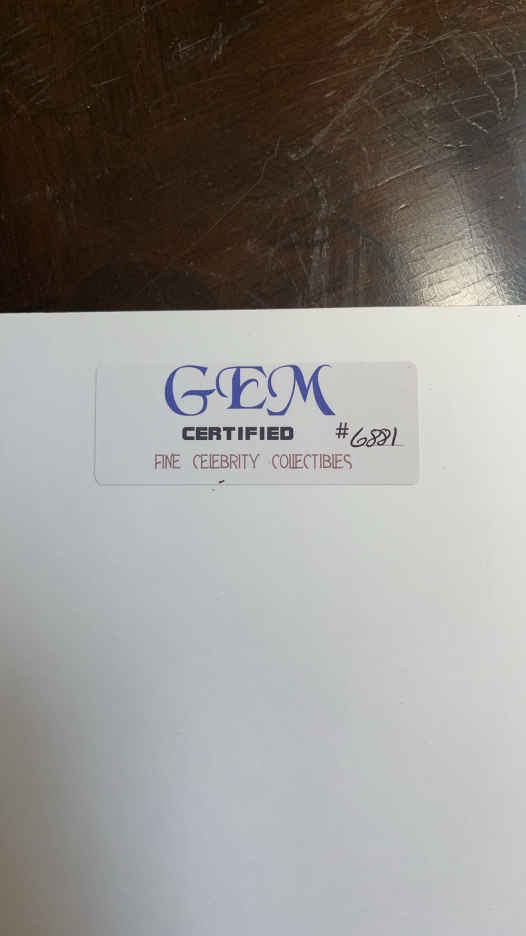 GEM
CERTIFIED #6881
FINE CELEBRITY COLLECTIBLES